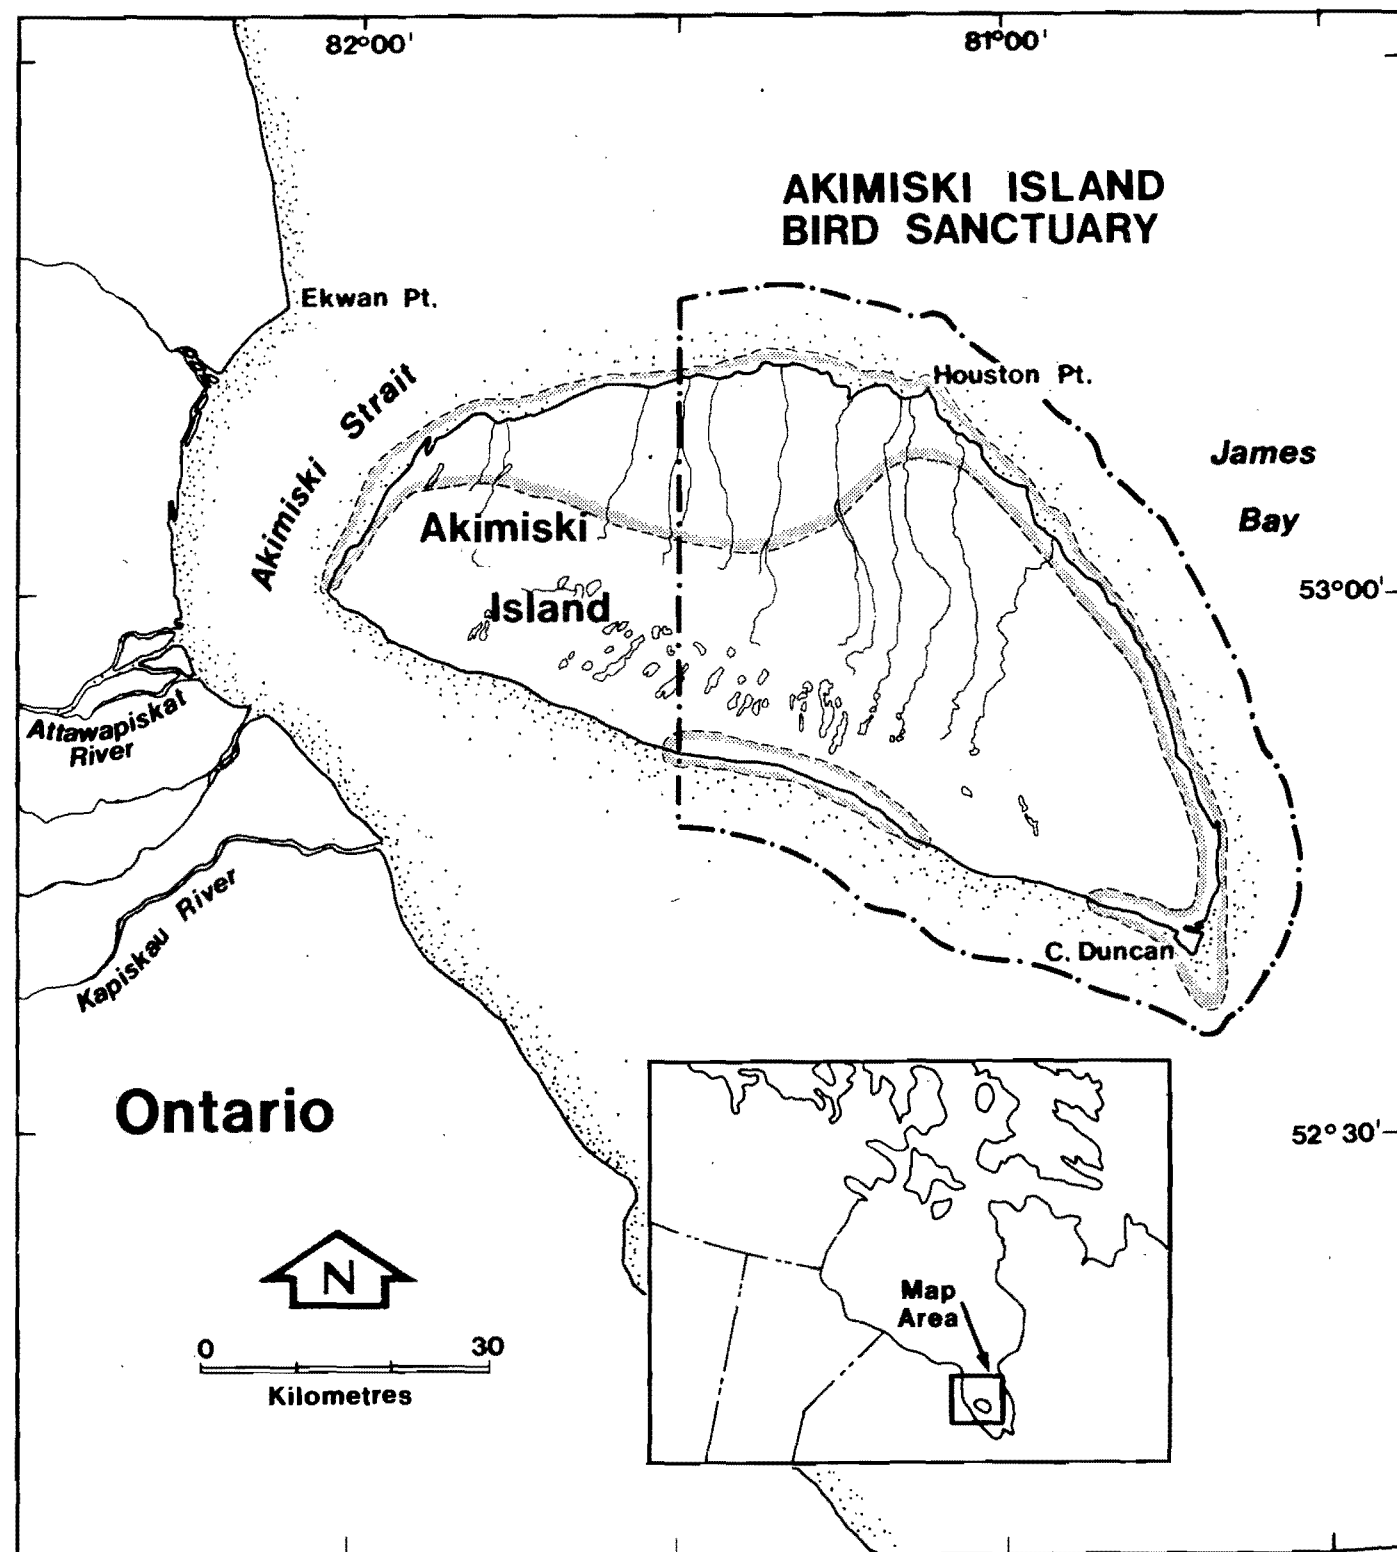 82°00'
81°00'
AKIMISKI ISLAND
BIRD SANCTUARY
Ekwan Pt.
Houston Pt.
Akimiski Strait
James
Bay
Akimiski
Island
53°00'
Attawapiskat
River
Kapiskau River
C. Duncan
Ontario
52°30'
N
0 30
Kilometres
Map
Area